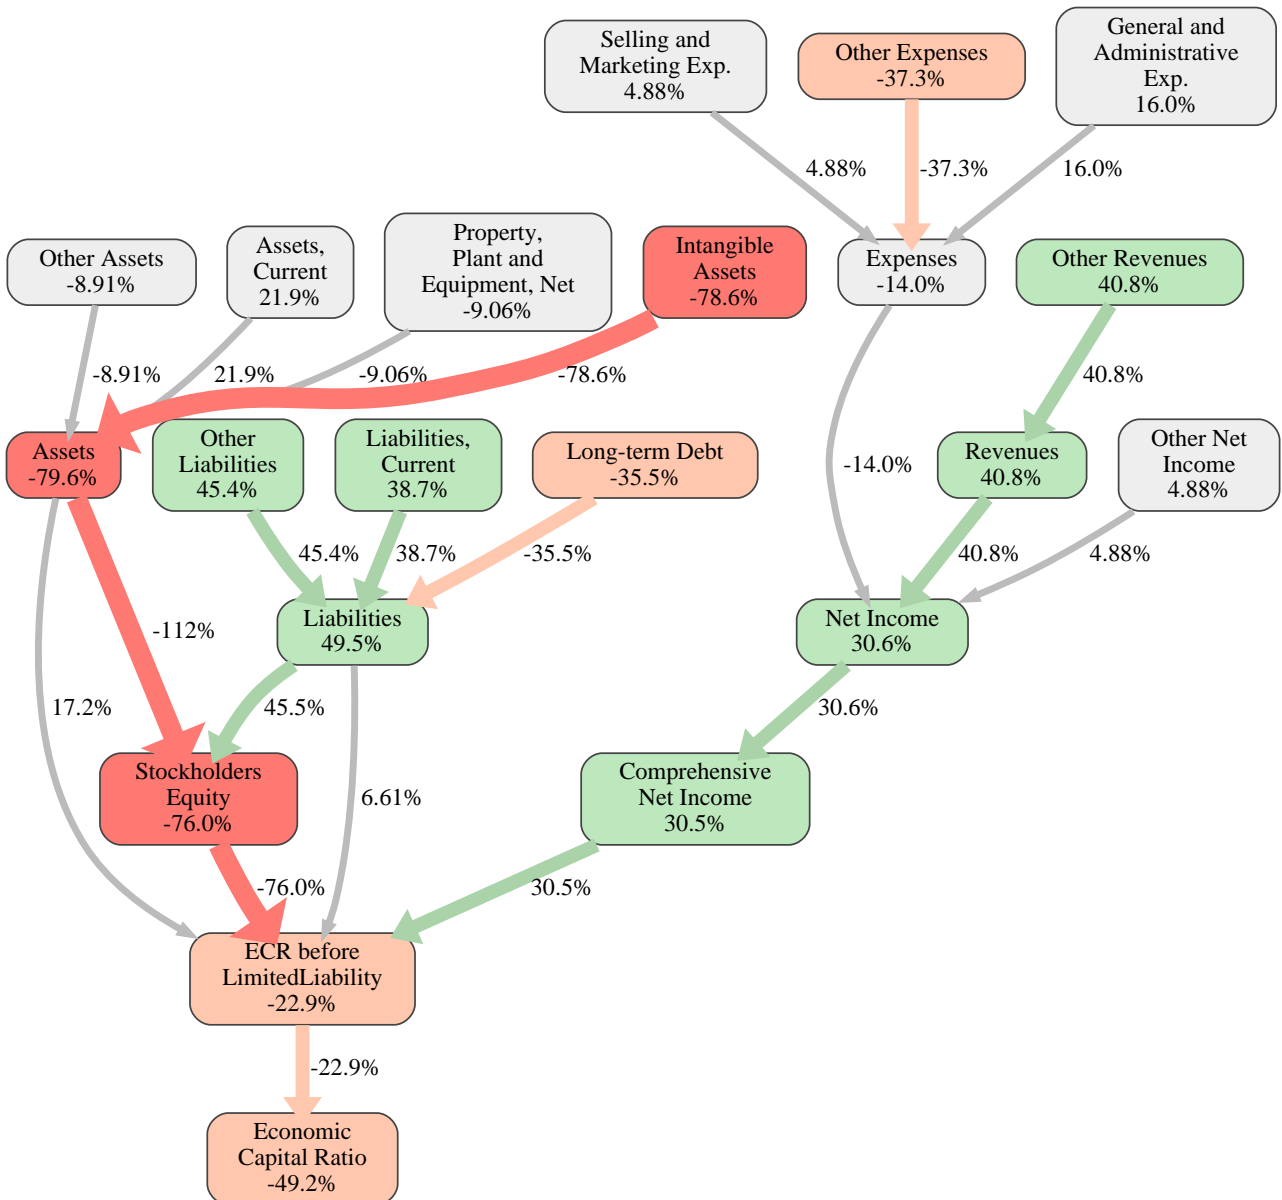 Selling and
Marketing Exp.
4.88%
Other Expenses
-37.3%
General and
Administrative
Exp.
16.0%
4.88%
-37.3%
16.0%
Other Assets
-8.91%
Assets,
Current
21.9%
Property,
Plant and
Equipment, Net
-9.06%
Intangible
Assets
-78.6%
Expenses
-14.0%
Other Revenues
40.8%
-8.91%
21.9%
-9.06%
-78.6%
40.8%
Assets
-79.6%
Other
Liabilities
45.4%
Liabilities,
Current
38.7%
Long-term Debt
-35.5%
-14.0%
Revenues
40.8%
Other Net
Income
4.88%
45.4%
38.7%
-35.5%
40.8%
4.88%
-112%
Liabilities
49.5%
Net Income
30.6%
17.2%
45.5%
30.6%
Stockholders
Equity
-76.0%
6.61%
Comprehensive
Net Income
30.5%
-76.0%
30.5%
ECR before
LimitedLiability
-22.9%
-22.9%
Economic
Capital Ratio
-49.2%